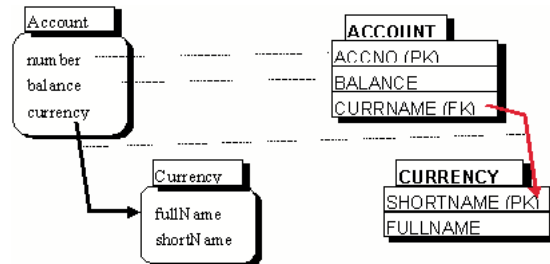 Account
number
balance
currency
Currency
fullName
shortName
ACCOUNT
ACCNO (PK)
BALANCE
CURRNAME (FK)
CURRENCY
SHORTNAME (PK)
FULLNAME